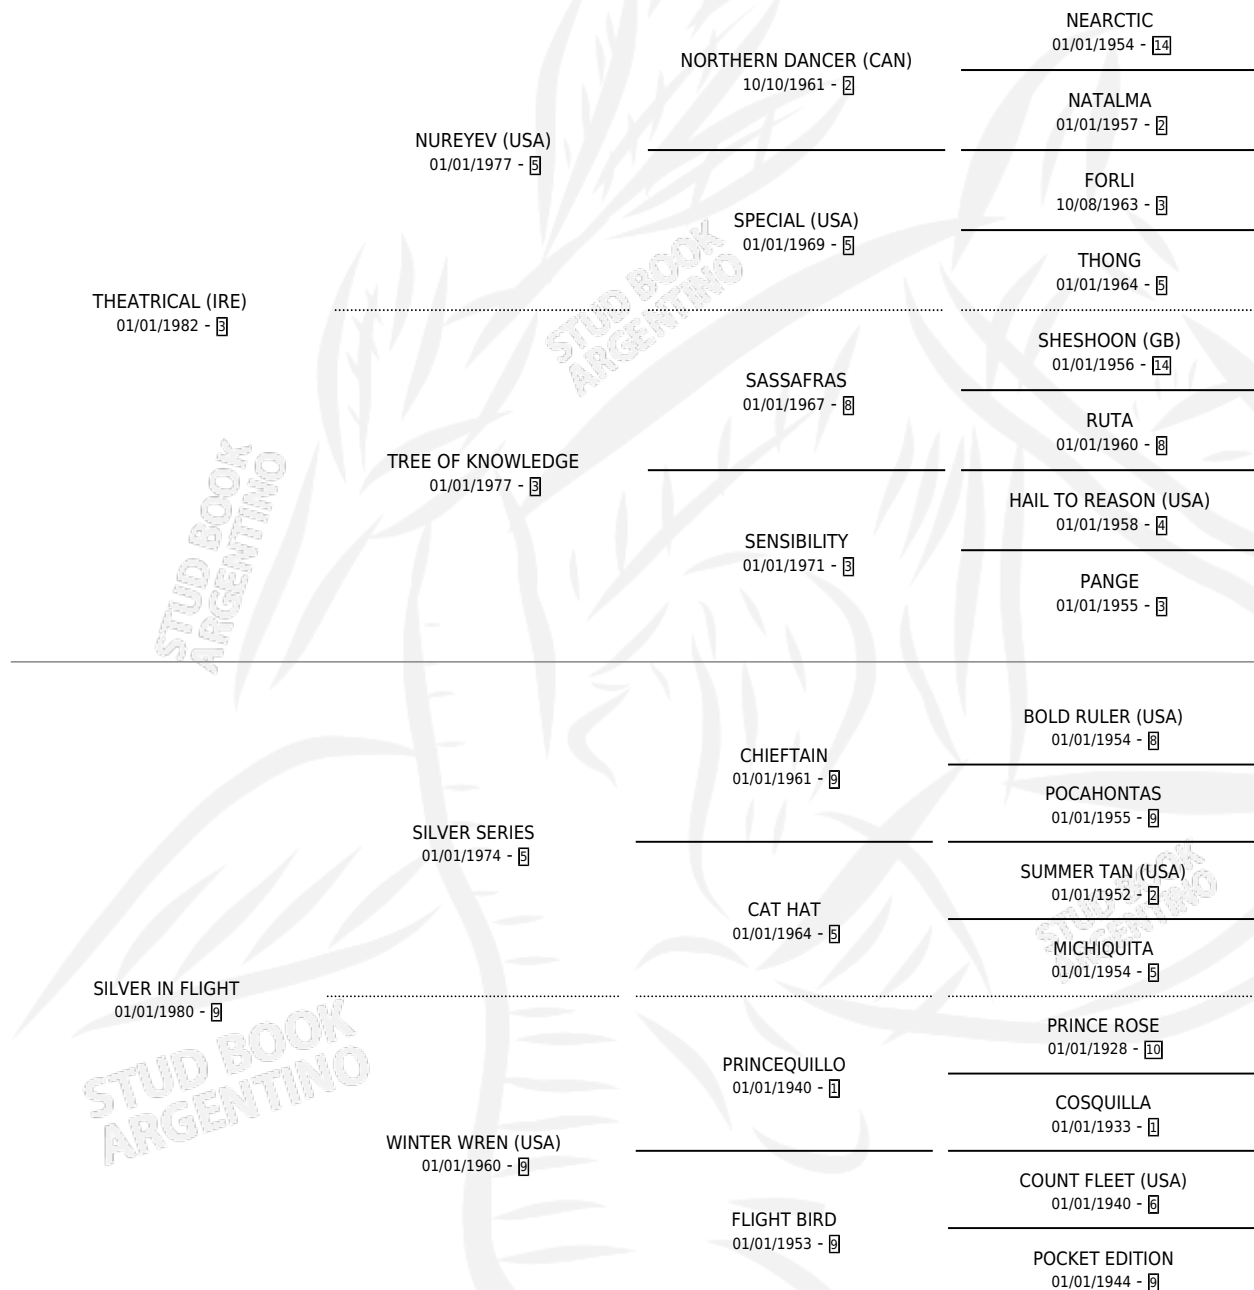 NEARCTIC
01/01/1954 - 14
NORTHERN DANCER (CAN)
10/10/1961 - 2
NATALMA
01/01/1957 - 2
NUREYEV (USA)
01/01/1977 - 5
FORLI
10/08/1963 - 3
SPECIAL (USA)
01/01/1969 - 5
THONG
01/01/1964 - 5
THEATRICAL (IRE)
01/01/1982 - 3
SHESHOON (GB)
01/01/1956 - 14
SASSAFRAS
01/01/1967 - 8
RUTA
01/01/1960 - 8
TREE OF KNOWLEDGE
01/01/1977 - 3
HAIL TO REASON (USA)
01/01/1958 - 4
SENSIBILITY
01/01/1971 - 3
PANGE
01/01/1955 - 3
BOLD RULER (USA)
01/01/1954 - 8
CHIEFTAIN
01/01/1961 - 9
POCAHONTAS
01/01/1955 - 9
SILVER SERIES
01/01/1974 - 5
SUMMER TAN (USA)
01/01/1952 - 2
CAT HAT
01/01/1964 - 5
MICHIQUITA
01/01/1954 - 5
SILVER IN FLIGHT
01/01/1980 - 9
PRINCE ROSE
01/01/1928 - 10
PRINCEQUILLO
01/01/1940 - 1
COSQUILLA
01/01/1933 - 1
WINTER WREN (USA)
01/01/1960 - 9
COUNT FLEET (USA)
01/01/1940 - 6
FLIGHT BIRD
01/01/1953 - 9
POCKET EDITION
01/01/1944 - 9
STUD BOOK
ARGENTINO
STUD BOOK
ARGENTINO
STUD BOOK
ARGENTINO
STUD BOOK
ARGENTINO